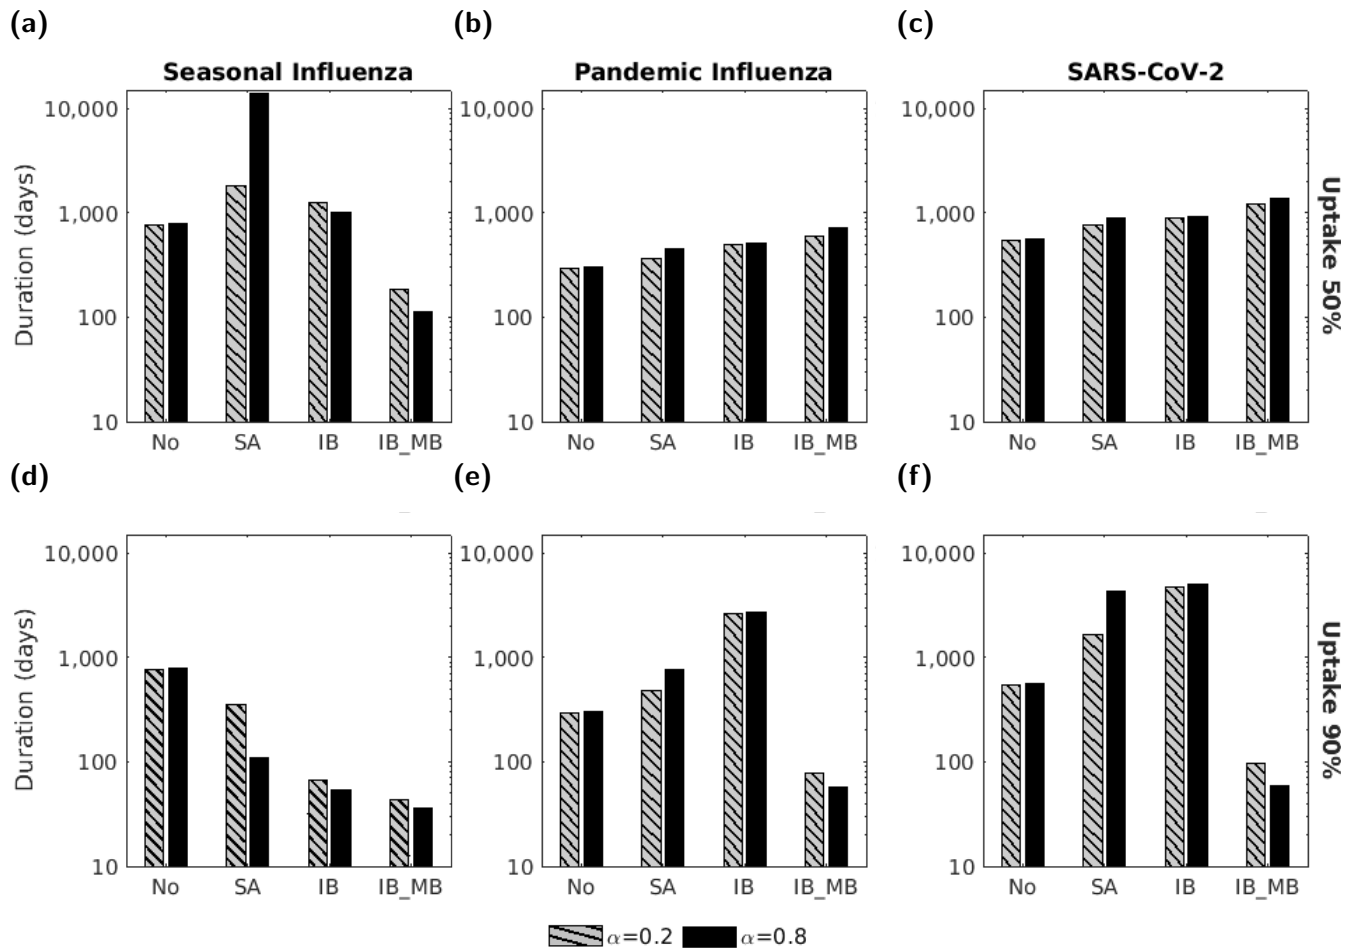 (a)
(b)
(c)
Seasonal Influenza
Pandemic Influenza
SARS-CoV-2
Duration (days)
10,000
1,000
100
10
No SA IB IB_MB
10,000
1,000
100
10
No SA IB IB_MB
10,000
1,000
100
10
No SA IB IB_MB
Uptake 50%
(d)
(e)
(f)
Duration (days)
10,000
1,000
100
10
No SA IB IB_MB
10,000
1,000
100
10
No SA IB IB_MB
10,000
1,000
100
10
No SA IB IB_MB
Uptake 90%
α=0.2 α=0.8